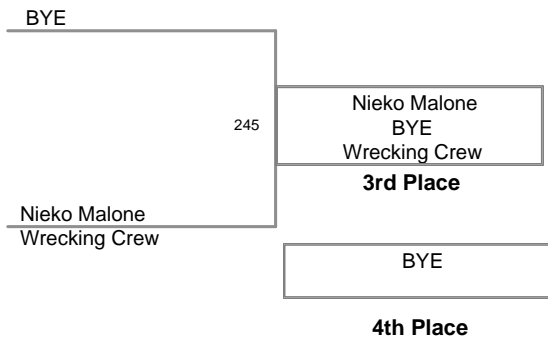 BYE
245
Nieko Malone
BYE
Wrecking Crew
3rd Place
Nieko Malone
Wrecking Crew
BYE
4th Place